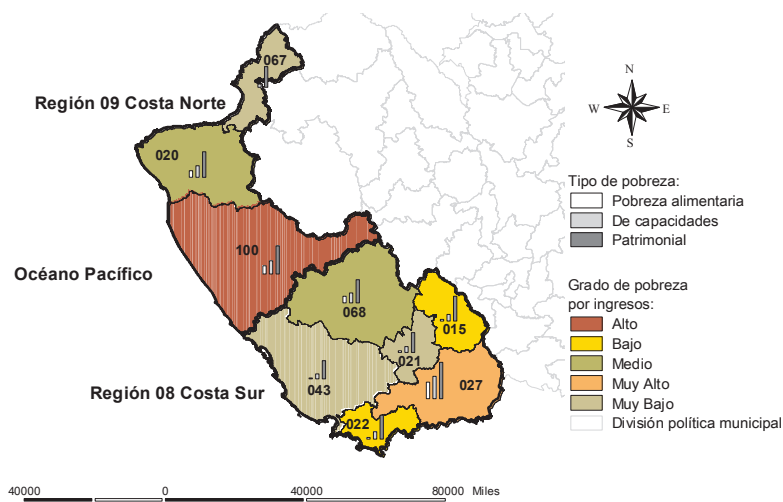 067
Región 09 Costa Norte
020
100
Océano Pacífico
068
015
021
043
027
Región 08 Costa Sur
022
N
W E
S
Tipo de pobreza:
Pobreza alimentaria
De capacidades
Patrimonial
Grado de pobreza
por ingresos:
Alto
Bajo
Medio
Muy Alto
Muy Bajo
División política municipal
40000 0 40000 80000 Miles